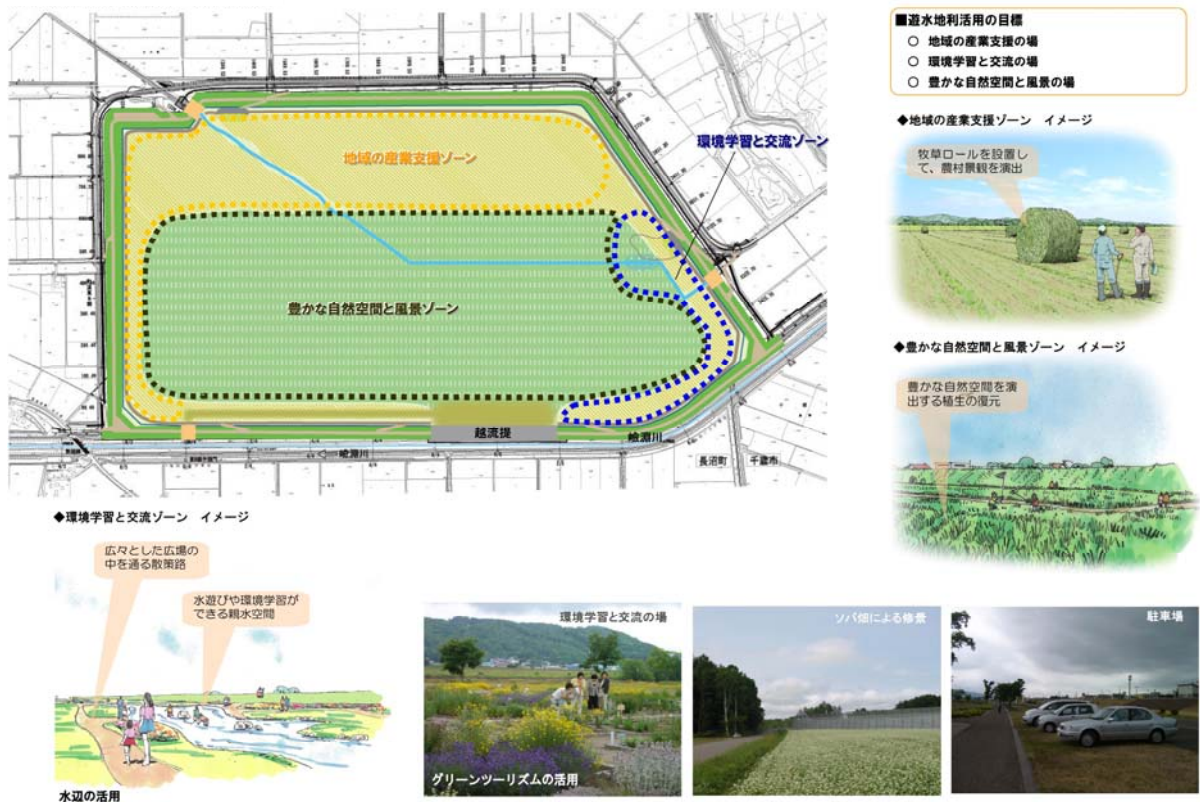 ■遊水地利活用の目標
○ 地域の産業支援の場
○ 環境学習と交流の場
○ 豊かな自然空間と風景の場
地域の産業支援ゾーン
環境学習と交流ゾーン
豊かな自然空間と風景ゾーン
越流堤
嶮淵川
嶮淵川
長沼町
千歳市
◆地域の産業支援ゾーン イメージ
牧草ロールを設置し
て、農村景観を演出
◆豊かな自然空間と風景ゾーン イメージ
豊かな自然空間を演
出する植生の復元
◆環境学習と交流ゾーン イメージ
広々とした広場の
中を通る散策路
水遊びや環境学習が
できる親水空間
水辺の活用
環境学習と交流の場
グリーンツーリズムの活用
ソバ畑による修景
駐車場